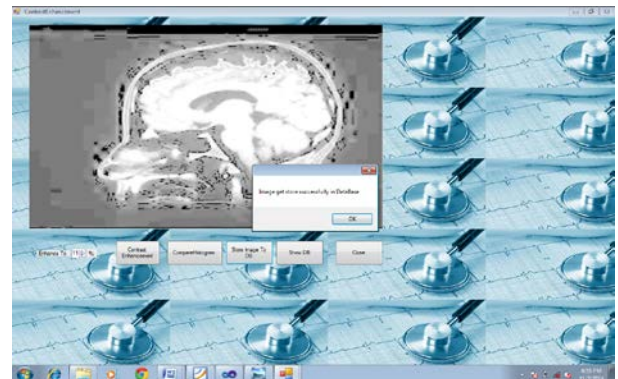 ContrastEnhancement
Image get store successfully in DataBase
OK
Enhance To
%
Contrast
Enhancement
CompareHistogram
Store Image To
DB
Show DB
Close